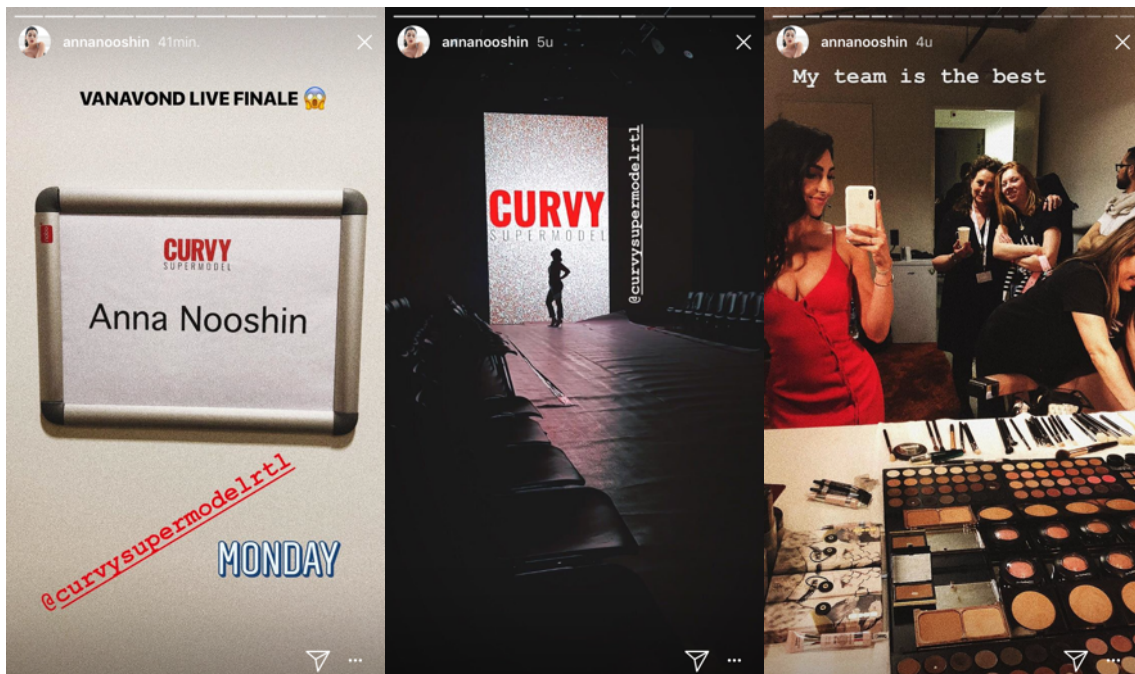 annanooshin 41min.
VANAVOND LIVE FINALE 😱
CURVY
SUPERMODEL
Anna Nooshin
@curvysupermodelrtl
MONDAY
annanooshin 5u
@curvysupermodelrtl
CURVY
SUPERMODEL
annanooshin 4u
My team is the best